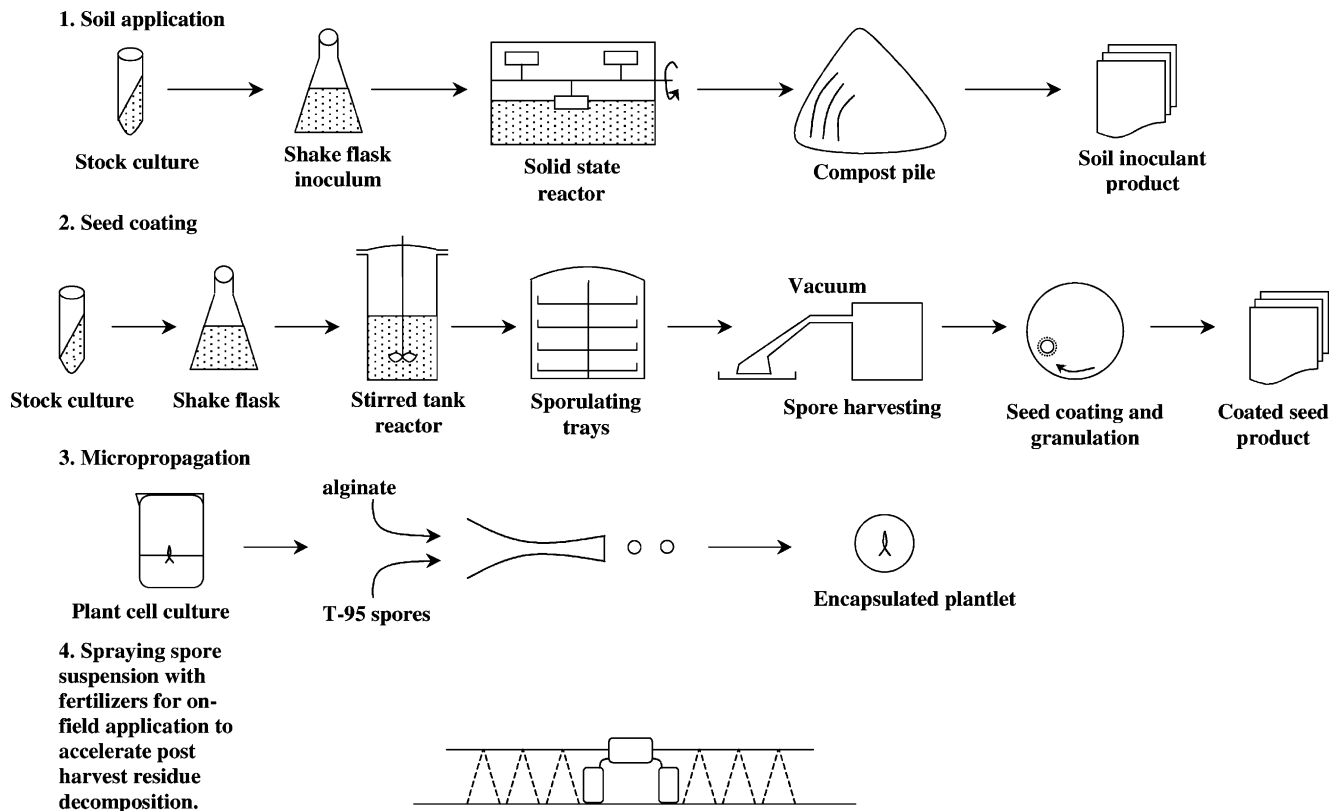 1. Soil application
Stock culture
Shake flask
inoculum
Solid state
reactor
Compost pile
Soil inoculant
product
2. Seed coating
Vacuum
Stock culture
Shake flask
Stirred tank
reactor
Sporulating
trays
Spore harvesting
Seed coating and
granulation
Coated seed
product
3. Micropropagation
alginate
Plant cell culture
T-95 spores
Encapsulated plantlet
4. Spraying spore
suspension with
fertilizers for on-
field application to
accelerate post
harvest residue
decomposition.